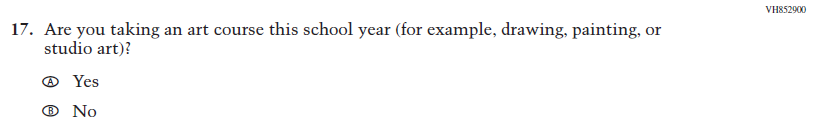 VH852900
17. Are you taking an art course this school year (for example, drawing, painting, or
studio art)?
A Yes
B No